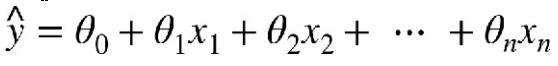 ŷ = θ₀ + θ₁x₁ + θ₂x₂ + ⋯ + θₙxₙ